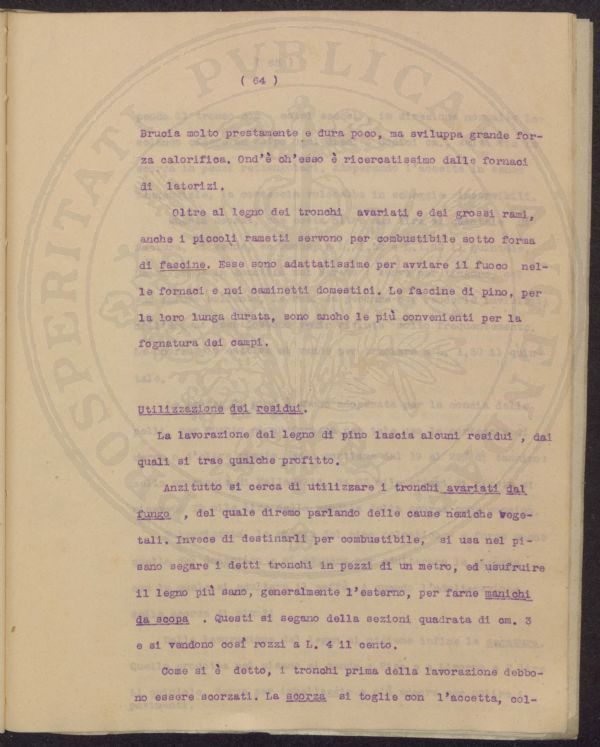 ( 64 )
Brucia molto prestamente e dura poco, ma sviluppa grande for-
za calorifica. Ond'è ch'esso è ricercatissimo dalle fornaci
di laterizi.
Oltre al legno dei tronchi avariati e dei grossi rami,
anche i piccoli rametti servono per combustibile sotto forma
di fascine. Esse sono adattatissime per avviare il fuoco nel-
le fornaci e nei caminetti domestici. Le fascine di pino, per
la loro lunga durata, sono anche le più convenienti per la
fognatura dei campi.
Utilizzazione dei residui.
La lavorazione del legno di pino lascia alcuni residui , dai
quali si trae qualche profitto.
Anzitutto si cerca di utilizzare i tronchi avariati dal
fungo , del quale diremo parlando delle cause nemiche vege-
tali. Invece di destinarli per combustibile, si usa nel pi-
sano segare i detti tronchi in pezzi di un metro, ed usufruire
il legno più sano, generalmente l'esterno, per farne manichi
da scopa . Questi si segano della sezioni quadrata di cm. 3
e si vendono così rozzi a L. 4 il cento.
Come si è detto, i tronchi prima della lavorazione debbo-
no essere scorzati. La scorza si toglie con l'accetta, col-